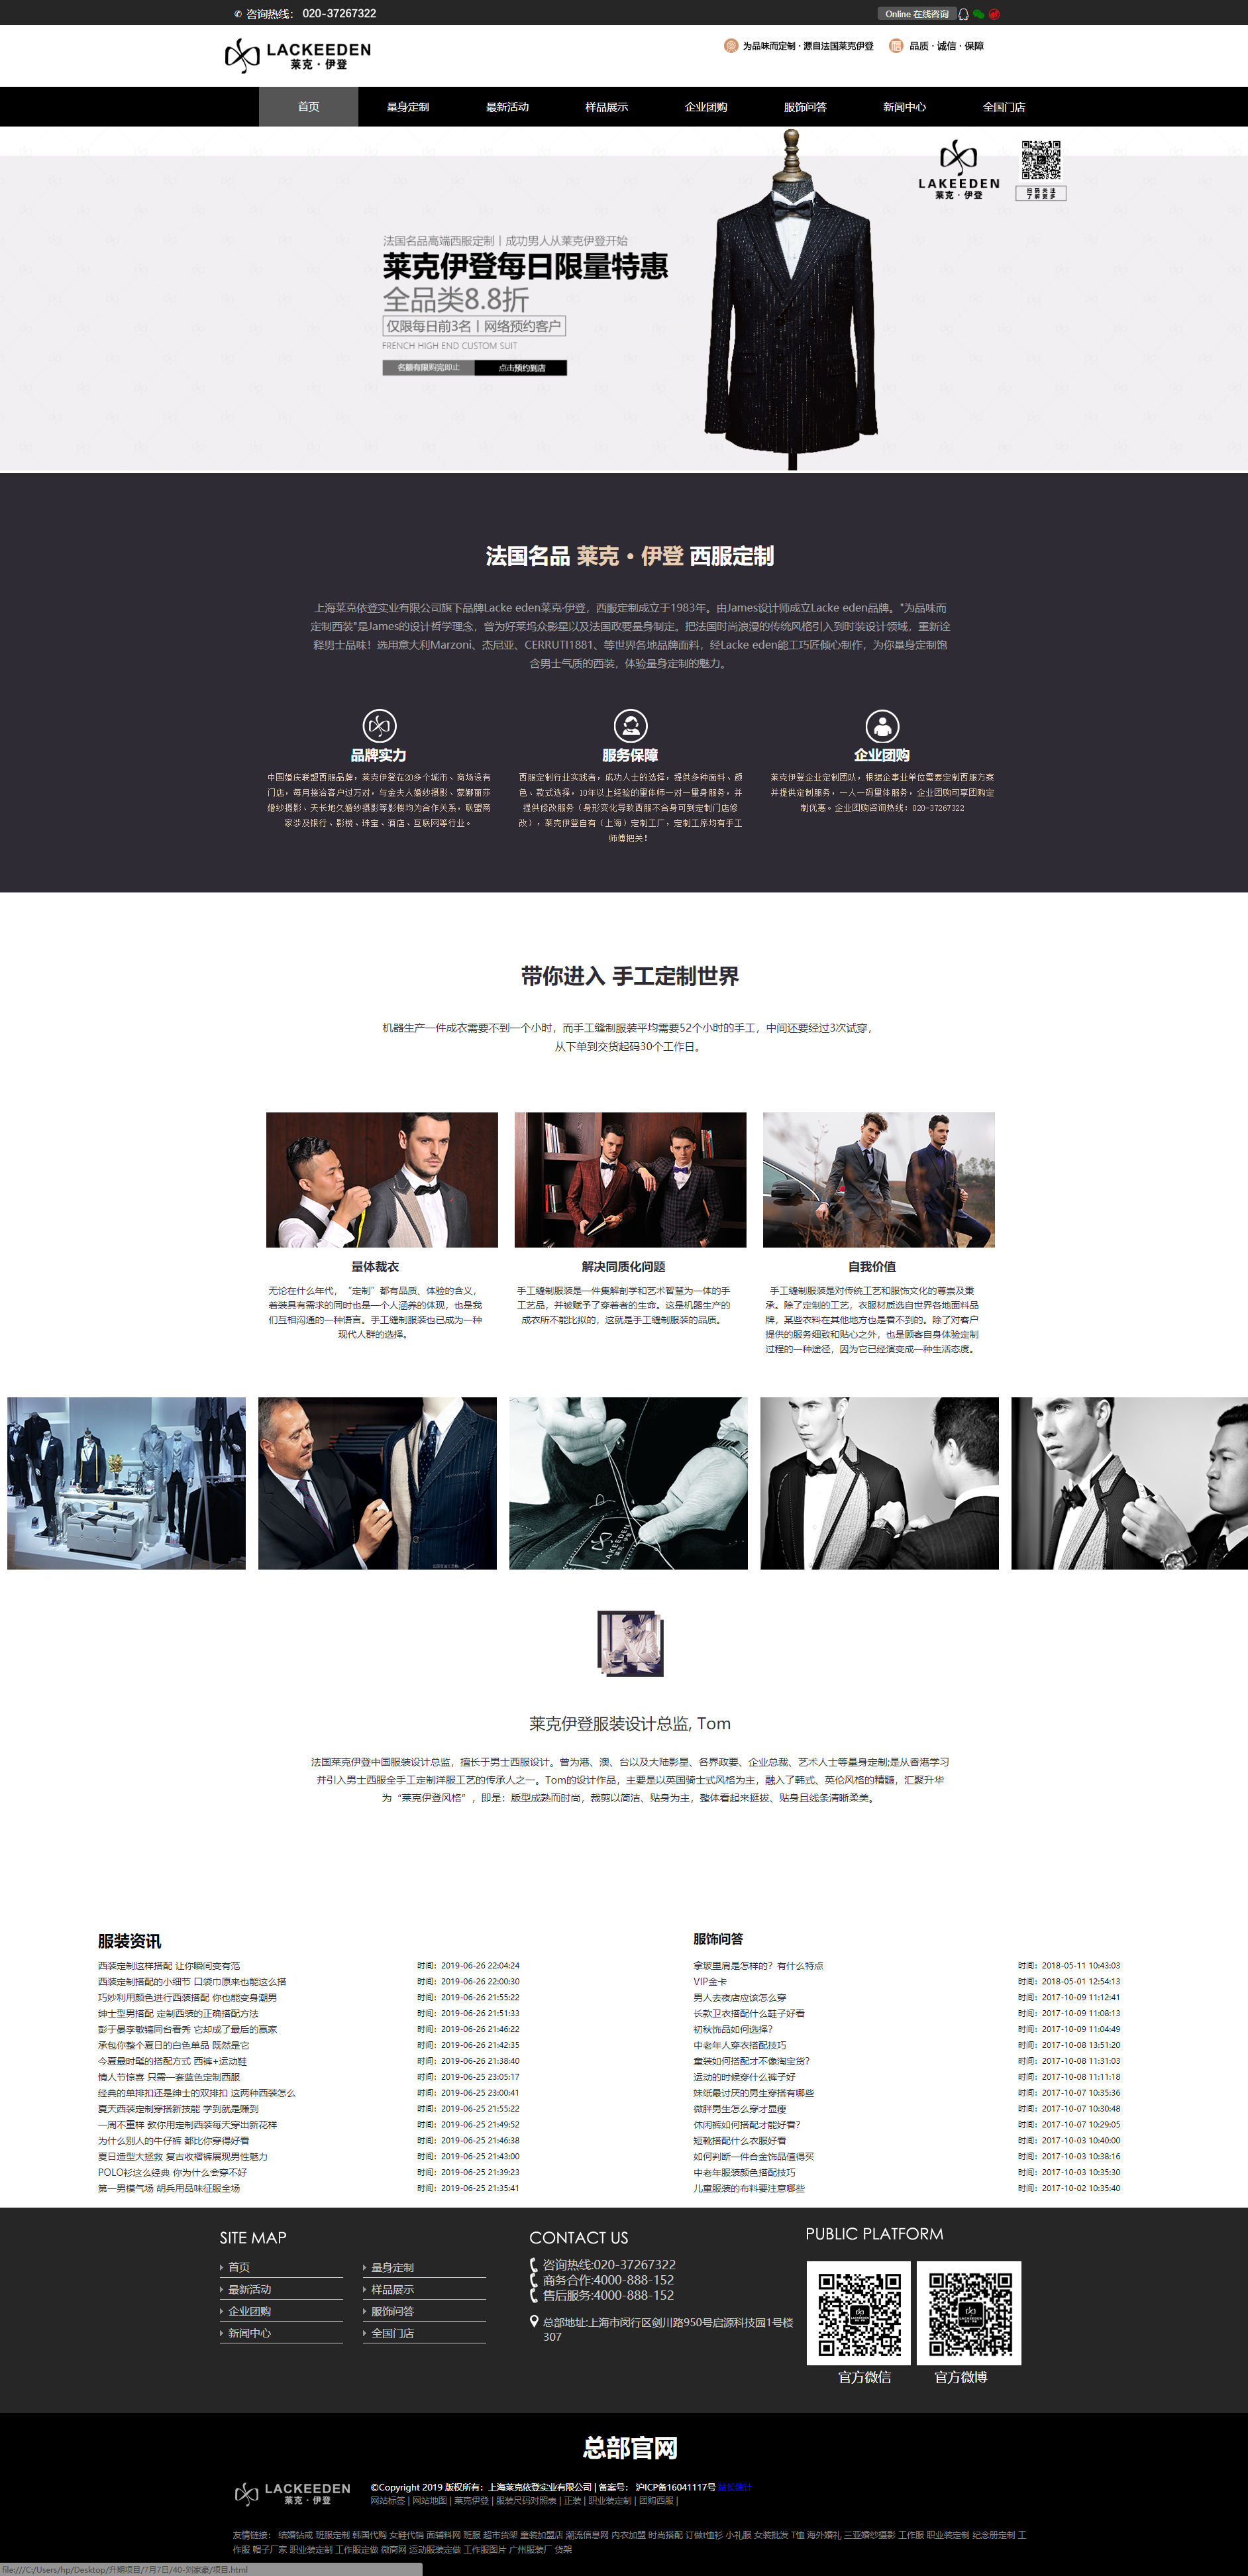 咨询热线： 020-37267322
Online 在线咨询
LACKEEDEN
莱克·伊登
为品味而定制·源自法国莱克伊登
品质·诚信·保障
首页 量身定制 最新活动 样品展示 企业团购 服饰问答 新闻中心 全国门店
LAKEEDEN
莱克·伊登
扫码关注
了解更多
法国名品高端西服定制丨成功男人从莱克伊登开始
莱克伊登每日限量特惠
全品类8.8折
仅限每日前3名丨网络预约客户
FRENCH HIGH END CUSTOM SUIT
名额有限购完即止 点击预约到店
法国名品 莱克·伊登 西服定制
上海莱克依登实业有限公司旗下品牌Lacke eden莱克·伊登，西服定制成立于1983年。由James设计师成立Lacke eden品牌。"为品味而
定制西装"是James的设计哲学理念，曾为好莱坞众影星以及法国政要量身制定。把法国时尚浪漫的传统风格引入到时装设计领域，重新诠
释男士品味！选用意大利Marzoni、杰尼亚、CERRUTI1881、等世界各地品牌面料，经Lacke eden能工巧匠倾心制作，为你量身定制饱
含男士气质的西装，体验量身定制的魅力。
品牌实力
中国婚庆联盟西服品牌，莱克伊登在20多个城市、商场设有
门店，每月接洽客户过万对，与金夫人婚纱摄影、蒙娜丽莎
婚纱摄影、天长地久婚纱摄影等影楼均为合作关系，联盟商
家涉及银行、影楼、珠宝、酒店、互联网等行业。
服务保障
西服定制行业实践者，成功人士的选择，提供多种面料、颜
色、款式选择，10年以上经验的量体师一对一量身服务，并
提供修改服务（身形变化导致西服不合身可到定制门店修
改），莱克伊登自有（上海）定制工厂，定制工序均有手工
师傅把关！
企业团购
莱克伊登企业定制团队，根据企事业单位需要定制西服方案
并提供定制服务，一人一码量体服务，企业团购可享团购定
制优惠。企业团购咨询热线：020-37267322
带你进入 手工定制世界
机器生产一件成衣需要不到一个小时，而手工缝制服装平均需要52个小时的手工，中间还要经过3次试穿，
从下单到交货起码30个工作日。
量体裁衣
无论在什么年代，“定制”都有品质、体验的含义，
着装具有需求的同时也是一个人涵养的体现，也是我
们互相沟通的一种语言。手工缝制服装也已成为一种
现代人群的选择。
解决同质化问题
手工缝制服装是一件集解剖学和艺术智慧为一体的手
工艺品，并被赋予了穿着者的生命。这是机器生产的
成衣所不能比拟的，这就是手工缝制服装的品质。
自我价值
手工缝制服装是对传统工艺和服饰文化的尊崇及秉
承。除了定制的工艺，衣服材质选自世界各地面料品
牌，某些衣料在其他地方也是看不到的。除了对客户
提供的服务细致和贴心之外，也是顾客自身体验定制
过程的一种途径，因为它已经演变成一种生活态度。
LAKEEDEN
莱克伊登服装设计总监, Tom
法国莱克伊登中国服装设计总监，擅长于男士西服设计。曾为港、澳、台以及大陆影星、各界政要、企业总裁、艺术人士等量身定制;是从香港学习
并引入男士西服全手工定制洋服工艺的传承人之一。Tom的设计作品，主要是以英国骑士式风格为主，融入了韩式、英伦风格的精髓，汇聚升华
为“莱克伊登风格”，即是：版型成熟而时尚，裁剪以简洁、贴身为主，整体看起来挺拔、贴身且线条清晰柔美。
服装资讯
西装定制这样搭配 让你瞬间变有范 时间：2019-06-26 22:04:24
西装定制搭配的小细节 口袋巾原来也能这么搭 时间：2019-06-26 22:00:30
巧妙利用颜色进行西装搭配 你也能变身潮男 时间：2019-06-26 21:55:22
绅士型男搭配 定制西装的正确搭配方法 时间：2019-06-26 21:51:33
彭于晏李敏镐同台看秀 它却成了最后的赢家 时间：2019-06-26 21:46:22
承包你整个夏日的白色单品 既然是它 时间：2019-06-26 21:42:35
今夏最时髦的搭配方式 西裤+运动鞋 时间：2019-06-26 21:38:40
情人节惊喜 只需一套蓝色定制西服 时间：2019-06-25 23:05:17
经典的单排扣还是绅士的双排扣 这两种西装怎么 时间：2019-06-25 23:00:41
夏天西装定制穿搭新技能 学到就是赚到 时间：2019-06-25 21:55:22
一周不重样 教你用定制西装每天穿出新花样 时间：2019-06-25 21:49:52
为什么别人的牛仔裤 都比你穿得好看 时间：2019-06-25 21:46:38
夏日造型大拯救 复古收褶裤展现男性魅力 时间：2019-06-25 21:43:00
POLO衫这么经典 你为什么会穿不好 时间：2019-06-25 21:39:23
第一男模气场 胡兵用品味征服全场 时间：2019-06-25 21:35:41
服饰问答
拿玻里肩是怎样的？有什么特点 时间：2018-05-11 10:43:03
VIP金卡 时间：2018-05-01 12:54:13
男人去夜店应该怎么穿 时间：2017-10-09 11:12:41
长款卫衣搭配什么鞋子好看 时间：2017-10-09 11:08:13
初秋饰品如何选择？ 时间：2017-10-09 11:04:49
中老年人穿衣搭配技巧 时间：2017-10-08 13:51:20
童装如何搭配才不像淘宝货？ 时间：2017-10-08 11:31:03
运动的时候穿什么裤子好 时间：2017-10-08 11:11:18
妹纸最讨厌的男生穿搭有哪些 时间：2017-10-07 10:35:36
微胖男生怎么穿才显瘦 时间：2017-10-07 10:30:48
休闲裤如何搭配才能好看？ 时间：2017-10-07 10:29:05
短靴搭配什么衣服好看 时间：2017-10-03 10:40:00
如何判断一件合金饰品值得买 时间：2017-10-03 10:38:16
中老年服装颜色搭配技巧 时间：2017-10-03 10:35:30
儿童服装的布料要注意哪些 时间：2017-10-02 10:35:40
SITE MAP
首页 量身定制
最新活动 样品展示
企业团购 服饰问答
新闻中心 全国门店
CONTACT US
咨询热线:020-37267322
商务合作:4000-888-152
售后服务:4000-888-152
总部地址:上海市闵行区剑川路950号启源科技园1号楼
307
PUBLIC PLATFORM
官方微信 官方微博
总部官网
LACKEEDEN
莱克·伊登
©Copyright 2019 版权所有：上海莱克依登实业有限公司 | 备案号： 沪ICP备16041117号 站长统计
网站标签 | 网站地图 | 莱克伊登 | 服装尺码对照表 | 正装 | 职业装定制 | 团购西服 |
友情链接： 结婚钻戒 班服定制 韩国代购 女鞋代销 面辅料网 班服 超市货架 童装加盟店 潮流信息网 内衣加盟 时尚搭配 订做t恤衫 小礼服 女装批发 T恤 海外婚礼 三亚婚纱摄影 工作服 职业装定制 纪念册定制 工
作服 帽子厂家 职业装定制 工作服定做 微商网 运动服装定做 工作服图片 广州服装厂 货架
file:///C:/Users/hp/Desktop/升期项目/7月7日/40-刘家豪/项目.html